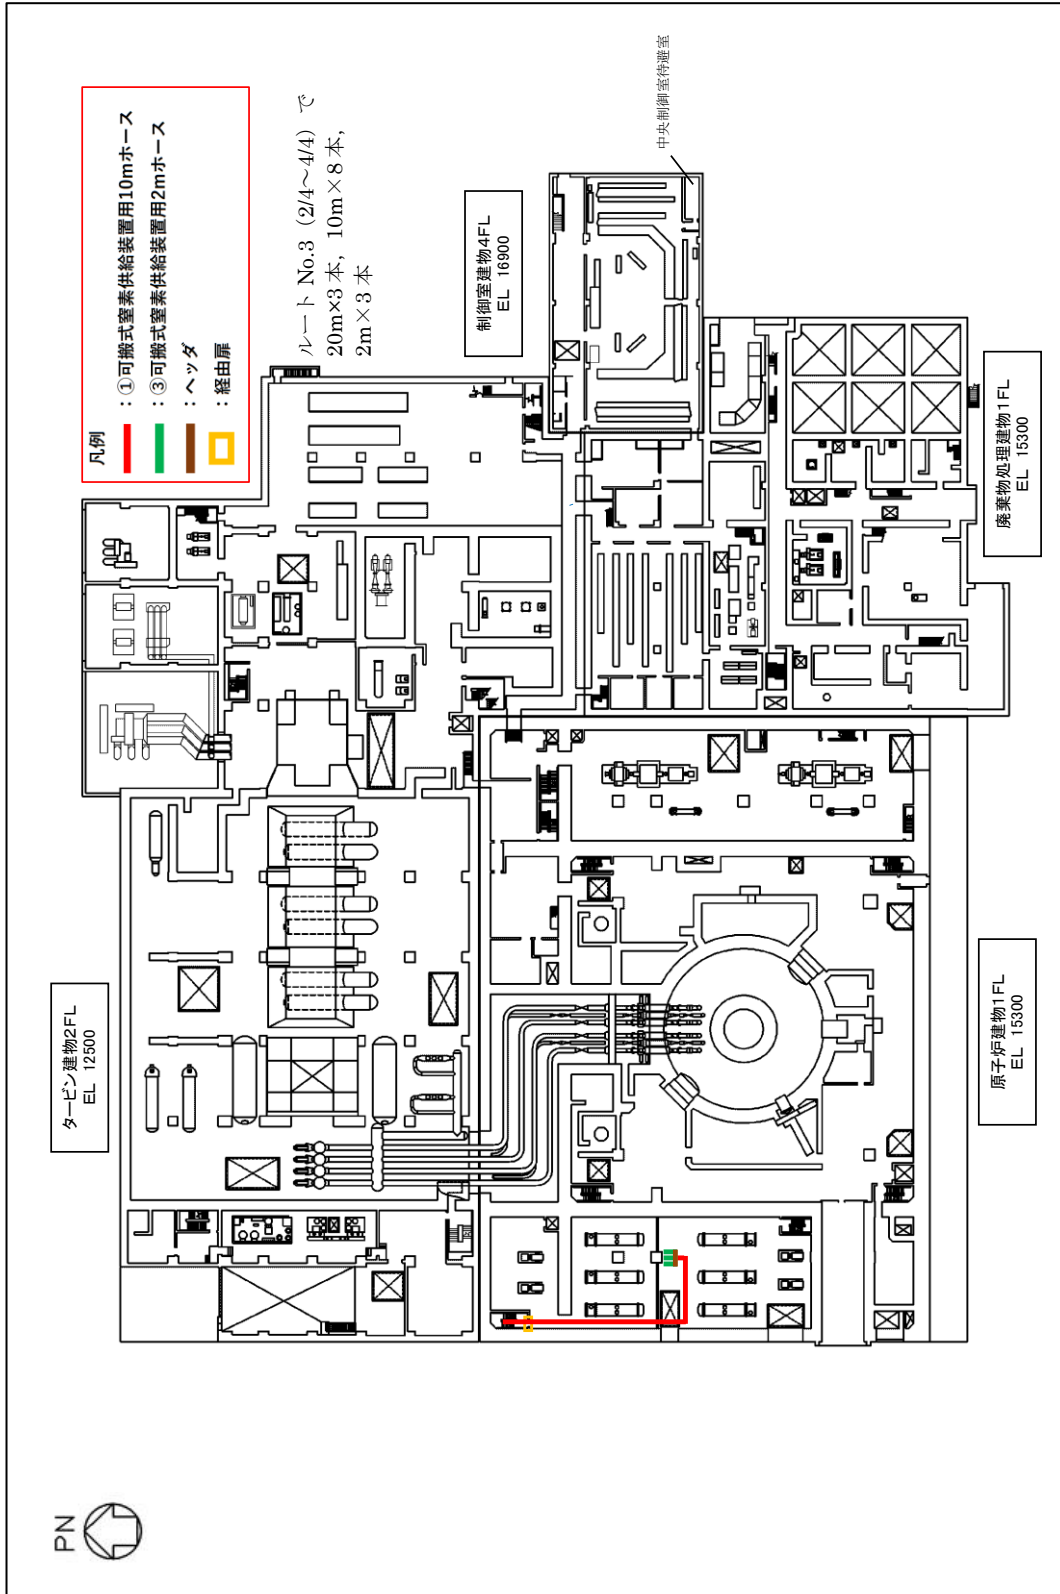 凡例
：①可搬式窒素供給装置用10mホース
：③可搬式窒素供給装置用2mホース
：ヘッダ
：経由扉
ルート No.3（2/4～4/4）で
20m×3本，10m×8本，
2m×3本
中央制御室待避室
制御室建物4FL
EL 16900
廃棄物処理建物1FL
EL 15300
タービン建物2FL
EL 12500
原子炉建物1FL
EL 15300
PN